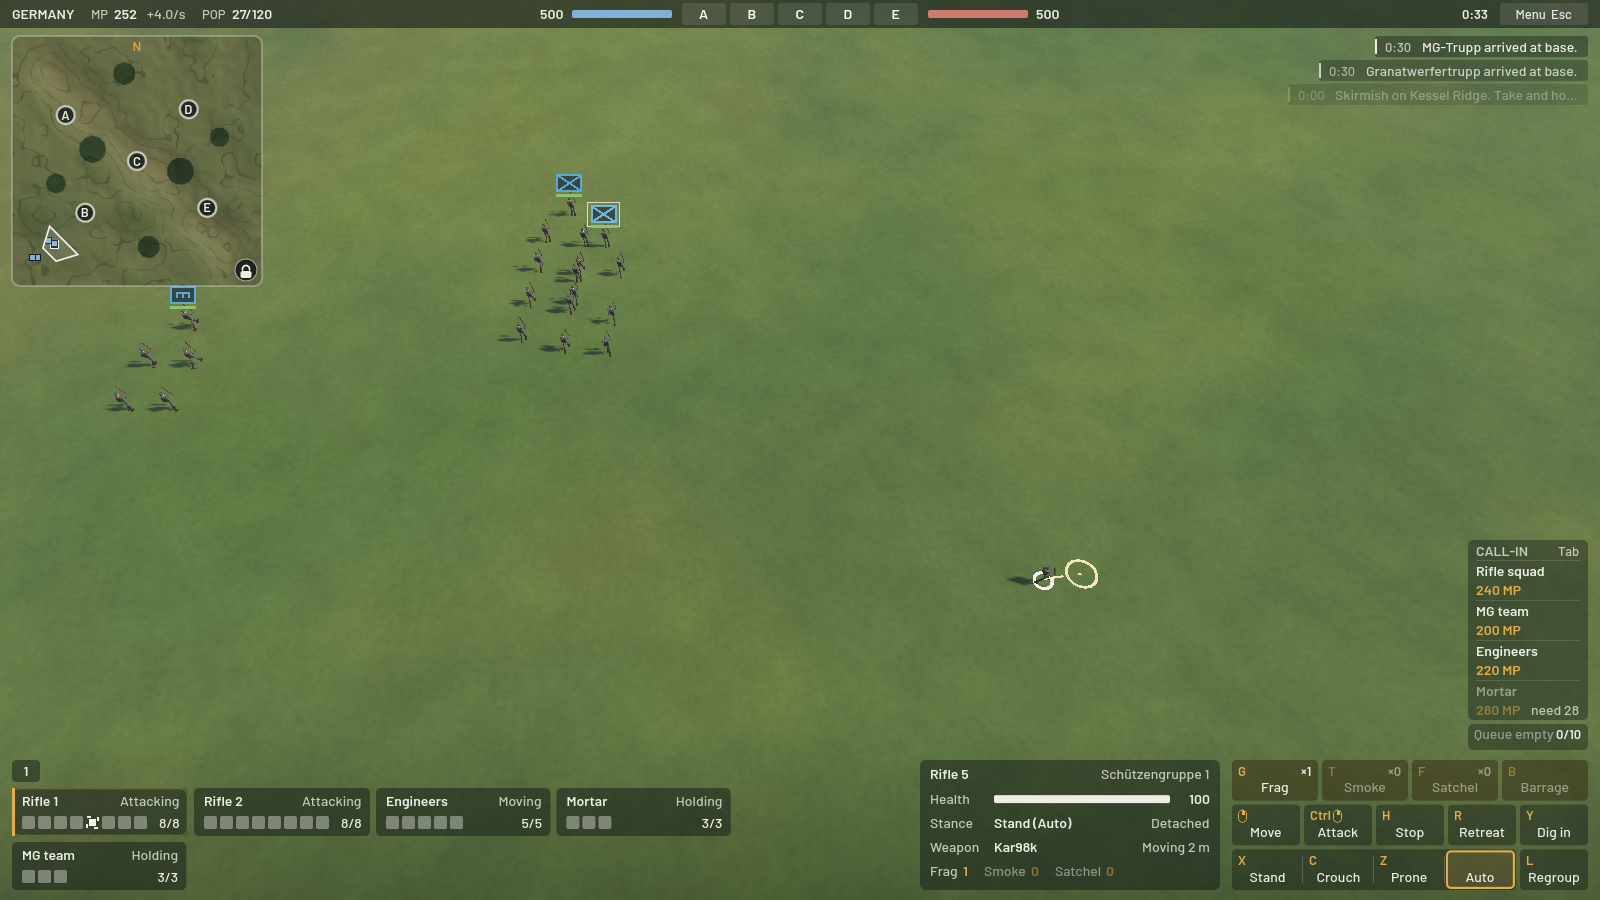 GERMANY MP 252 +4.0/s POP 27/120
500 A B C D E 500
0:33 Menu Esc
N
A
D
C
B
E
0:30 MG-Trupp arrived at base.
0:30 Granatwerfertrupp arrived at base.
0:00 Skirmish on Kessel Ridge. Take and ho...
E
CALL-IN Tab
Rifle squad
240 MP
MG team
200 MP
Engineers
220 MP
Mortar
280 MP need 28
Queue empty 0/10
1
Rifle 1 Attacking
8/8
Rifle 2 Attacking
8/8
Engineers Moving
5/5
Mortar Holding
3/3
MG team Holding
3/3
Rifle 5 Schützengruppe 1
Health 100
Stance Stand (Auto) Detached
Weapon Kar98k Moving 2 m
Frag 1 Smoke 0 Satchel 0
G ×1
Frag
T ×0
Smoke
F ×0
Satchel
B
Barrage
Move
Ctrl
Attack
H
Stop
R
Retreat
Y
Dig in
X
Stand
C
Crouch
Z
Prone
Auto
L
Regroup